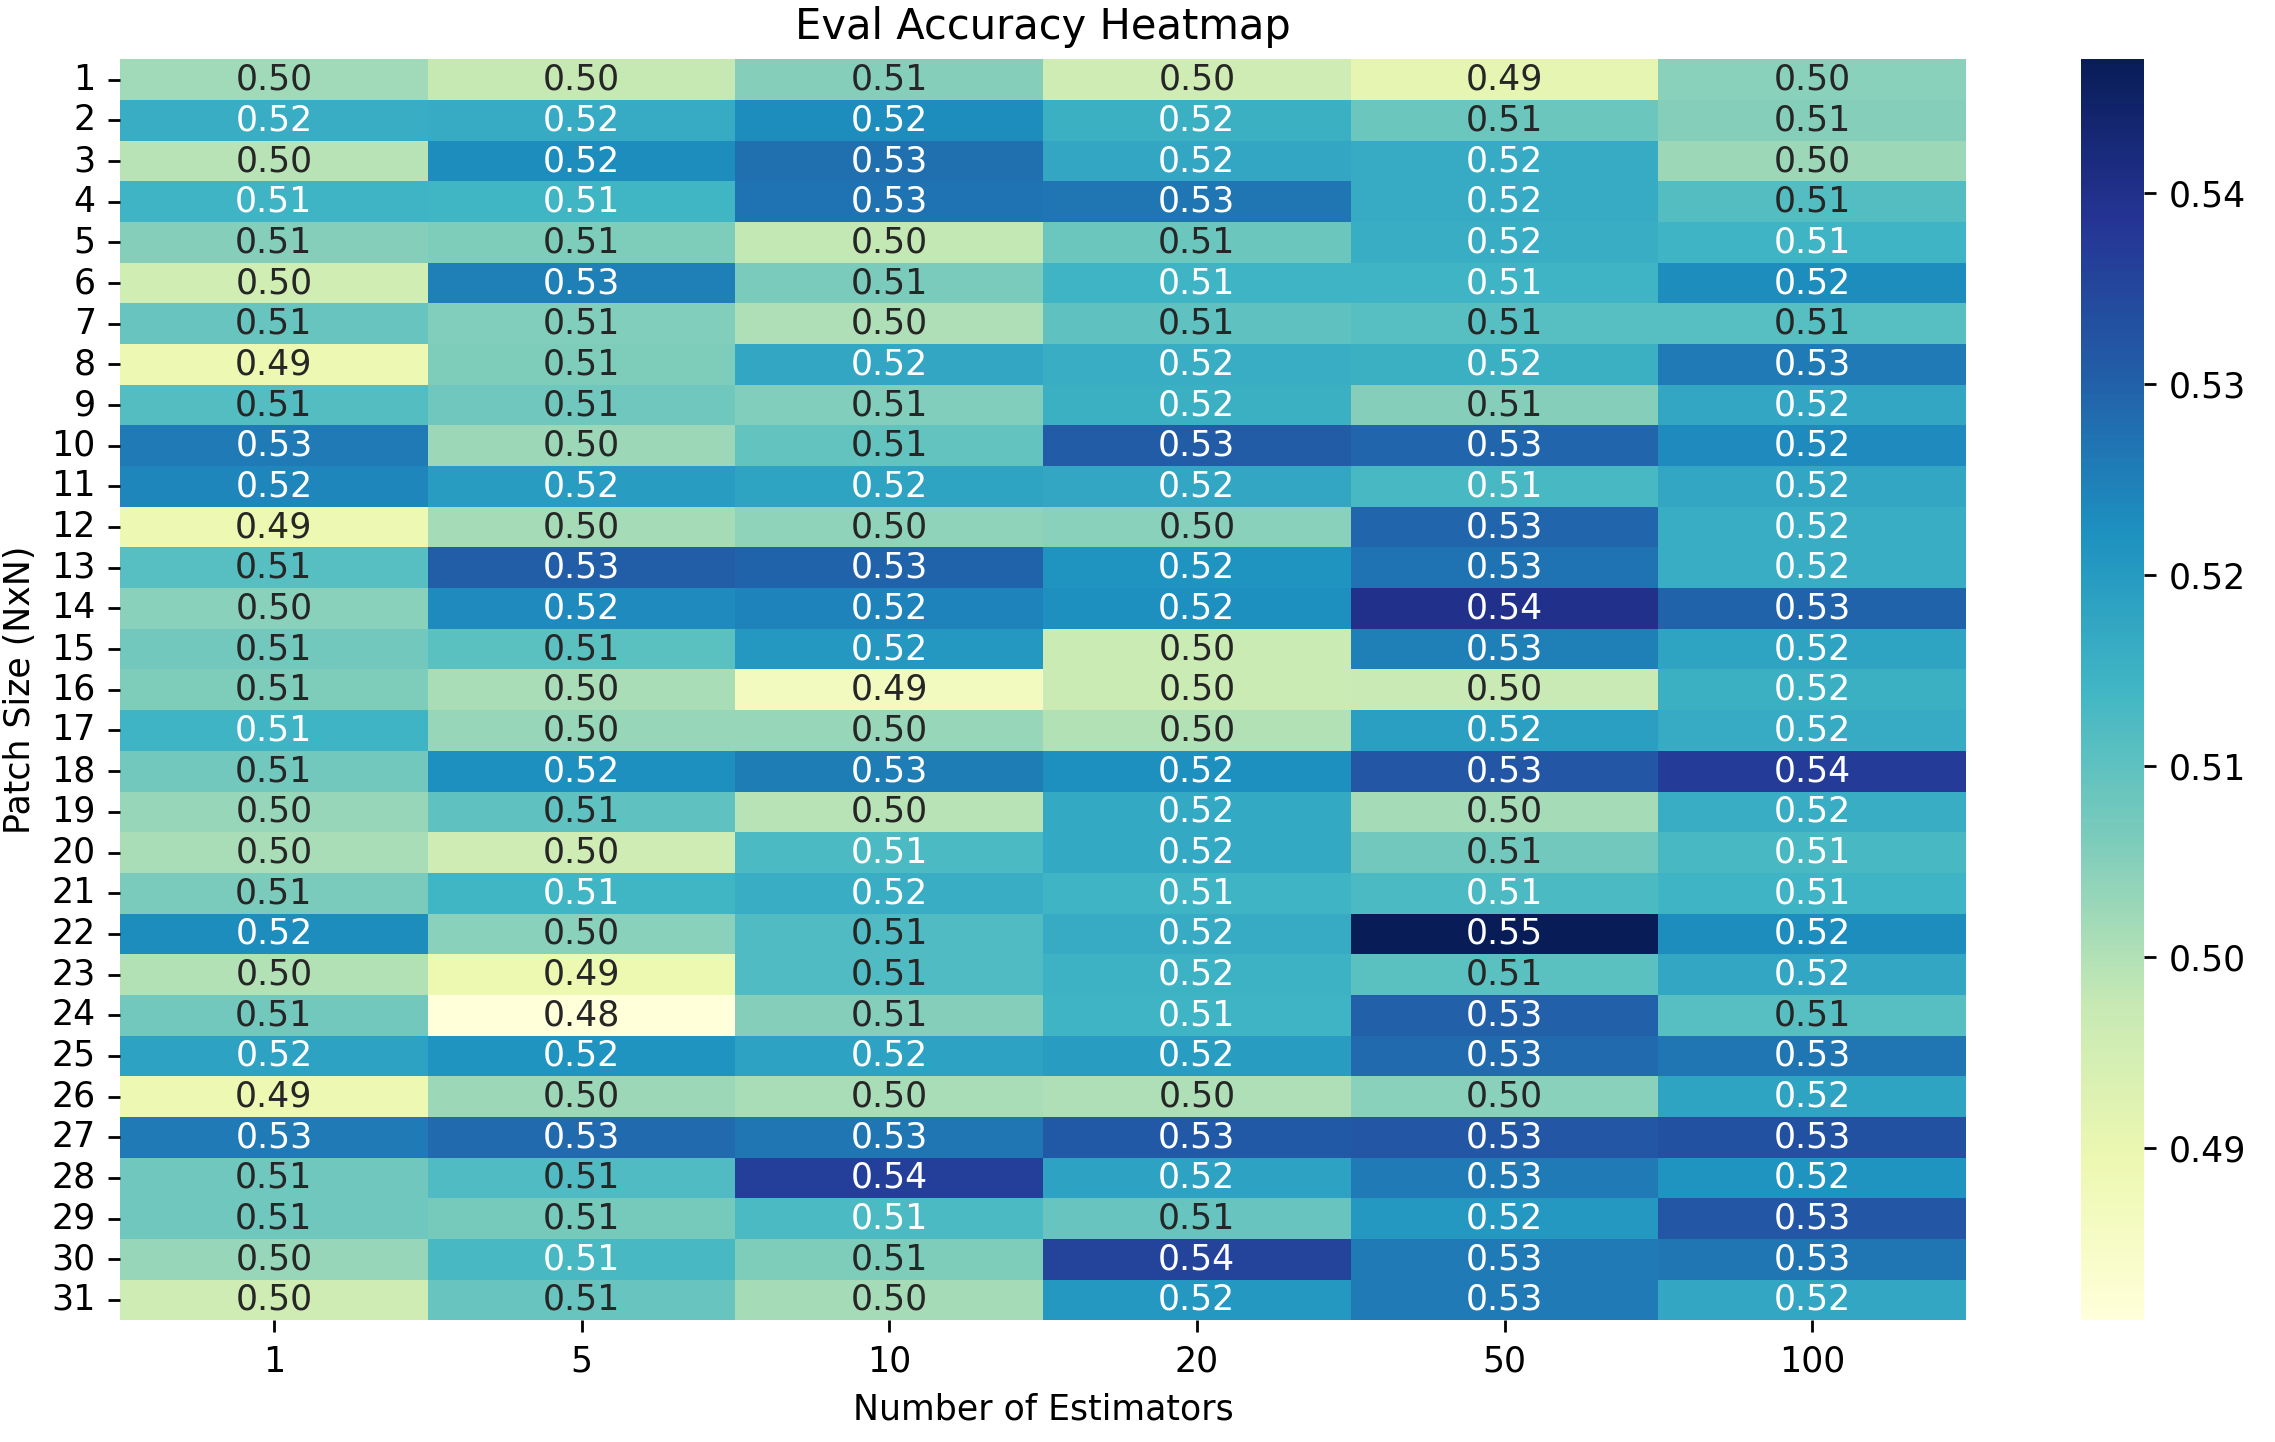 Eval Accuracy Heatmap
1 0.50 0.50 0.51 0.50 0.49 0.50
2 0.52 0.52 0.52 0.52 0.51 0.51
3 0.50 0.52 0.53 0.52 0.52 0.50
4 0.51 0.51 0.53 0.53 0.52 0.51
5 0.51 0.51 0.50 0.51 0.52 0.51
6 0.50 0.53 0.51 0.51 0.51 0.52
7 0.51 0.51 0.50 0.51 0.51 0.51
8 0.49 0.51 0.52 0.52 0.52 0.53
9 0.51 0.51 0.51 0.52 0.51 0.52
10 0.53 0.50 0.51 0.53 0.53 0.52
11 0.52 0.52 0.52 0.52 0.51 0.52
12 0.49 0.50 0.50 0.50 0.53 0.52
13 0.51 0.53 0.53 0.52 0.53 0.52
14 0.50 0.52 0.52 0.52 0.54 0.53
15 0.51 0.51 0.52 0.50 0.53 0.52
16 0.51 0.50 0.49 0.50 0.50 0.52
17 0.51 0.50 0.50 0.50 0.52 0.52
18 0.51 0.52 0.53 0.52 0.53 0.54
19 0.50 0.51 0.50 0.52 0.50 0.52
20 0.50 0.50 0.51 0.52 0.51 0.51
21 0.51 0.51 0.52 0.51 0.51 0.51
22 0.52 0.50 0.51 0.52 0.55 0.52
23 0.50 0.49 0.51 0.52 0.51 0.52
24 0.51 0.48 0.51 0.51 0.53 0.51
25 0.52 0.52 0.52 0.52 0.53 0.53
26 0.49 0.50 0.50 0.50 0.50 0.52
27 0.53 0.53 0.53 0.53 0.53 0.53
28 0.51 0.51 0.54 0.52 0.53 0.52
29 0.51 0.51 0.51 0.51 0.52 0.53
30 0.50 0.51 0.51 0.54 0.53 0.53
31 0.50 0.51 0.50 0.52 0.53 0.52
1 5 10 20 50 100
Number of Estimators
Patch Size (NxN)
0.54
0.53
0.52
0.51
0.50
0.49